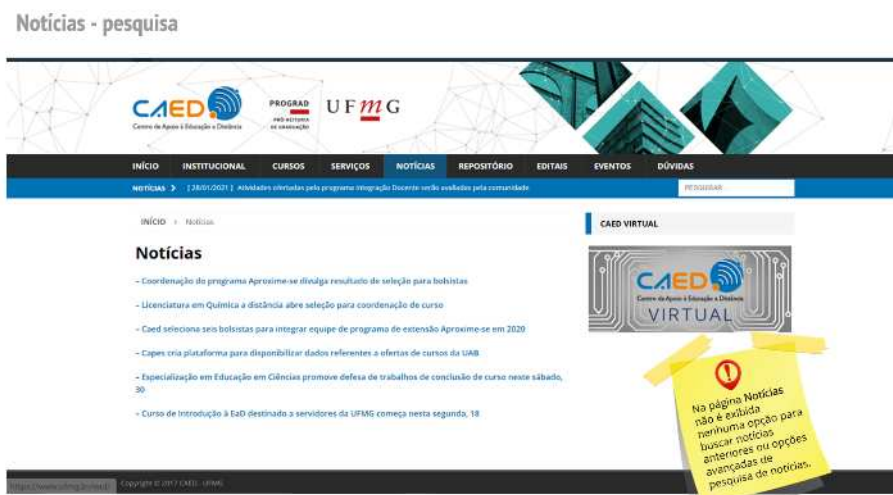 Notícias - pesquisa
CAED
Centro de Apoio à Educação a Distância
PROGRAD
PRÓ-REITORIA
DE GRADUAÇÃO
UFmG
INÍCIO INSTITUCIONAL CURSOS SERVIÇOS NOTÍCIAS REPOSITÓRIO EDITAIS EVENTOS DÚVIDAS
NOTÍCIAS [ 28/01/2021 ] Atividades ofertadas pelo programa Integração Docente serão avaliadas pela comunidade
PESQUISAR
INÍCIO › Notícias
CAED VIRTUAL
Notícias
– Coordenação do programa Aproxime-se divulga resultado de seleção para bolsistas
– Licenciatura em Química a distância abre seleção para coordenação de curso
– Caed seleciona seis bolsistas para integrar equipe de programa de extensão Aproxime-se em 2020
– Capes cria plataforma para disponibilizar dados referentes a ofertas de cursos da UAB
– Especialização em Educação em Ciências promove defesa de trabalhos de conclusão de curso neste sábado,
30
– Curso de Introdução à EaD destinado a servidores da UFMG começa nesta segunda, 18
CAED
Centro de Apoio à Educação a Distância
VIRTUAL
Na página Notícias
não é exibida
nenhuma opção para
buscar notícias
anteriores ou opções
avançadas de
pesquisa de notícias.
Copyright © 2017 CAED - UFMG